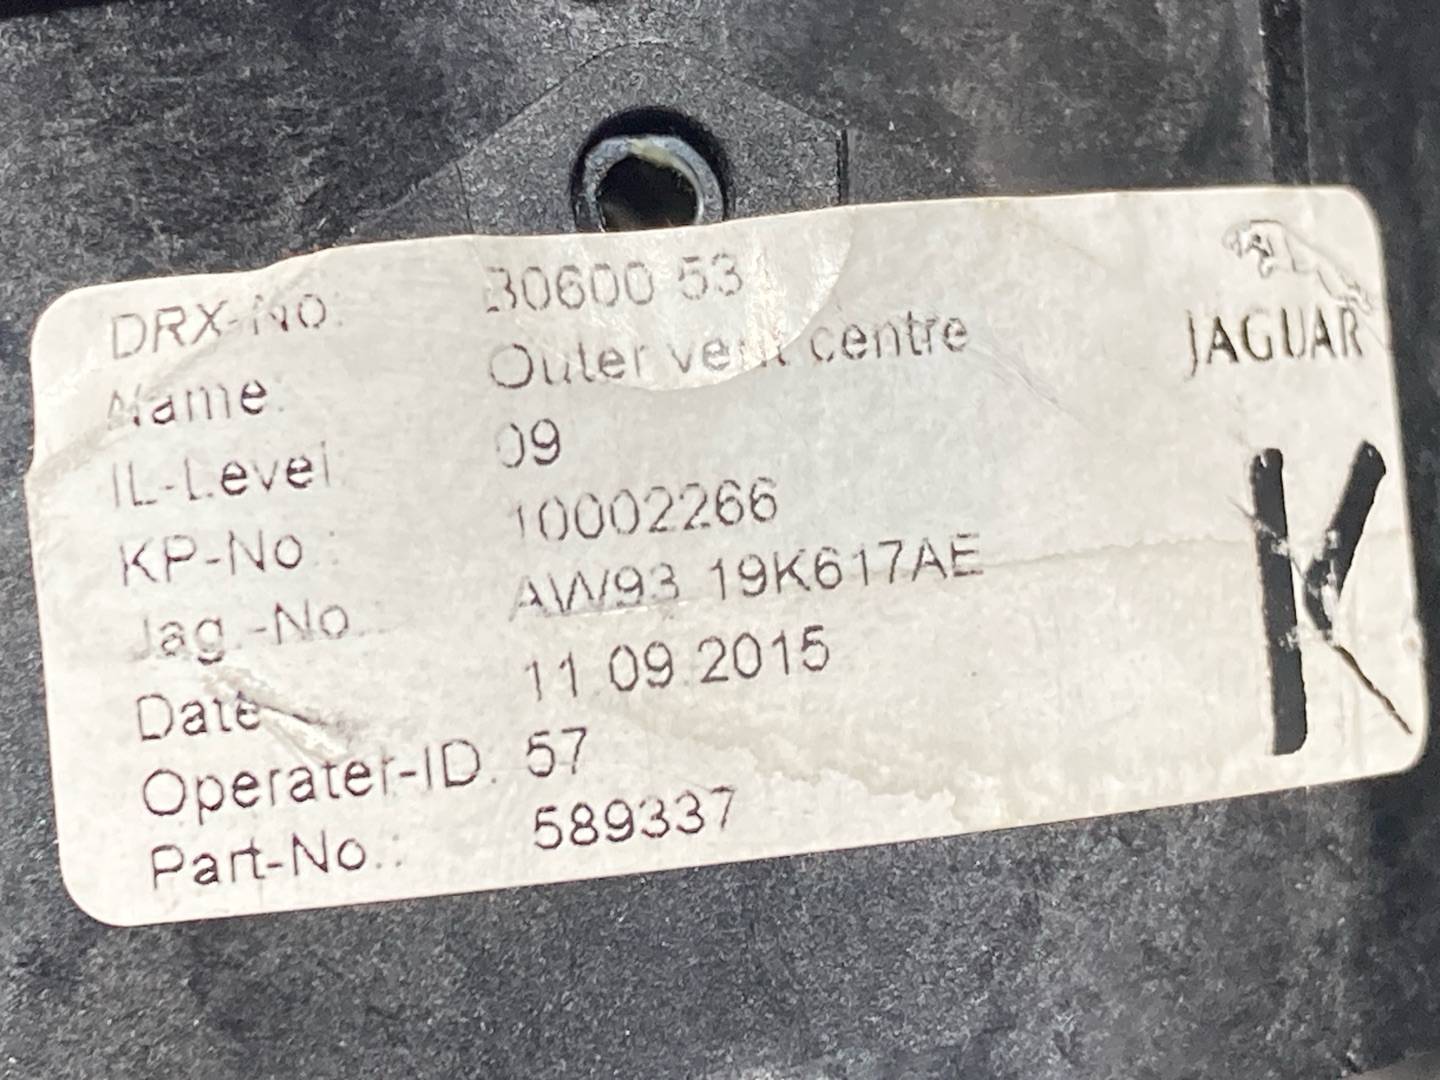 DRX-No: 30600 53
Name: Outer vent centre
IL-Level 09
KP-No.: 10002266
Jag.-No. AW93 19K617AE
Date 11.09.2015
Operater-ID. 57
Part-No.: 589337
JAGUAR
K